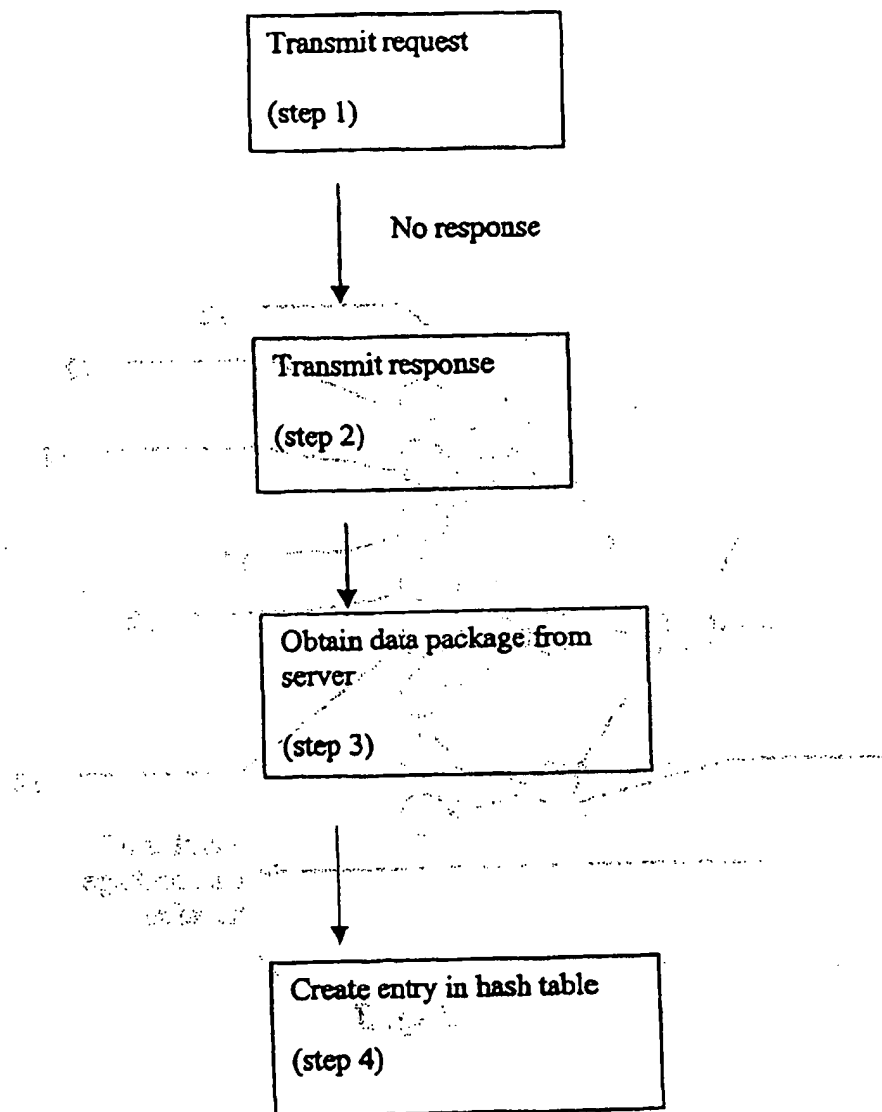 Transmit request
(step 1)
No response
Transmit response
(step 2)
Obtain data package from
server
(step 3)
Create entry in hash table
(step 4)